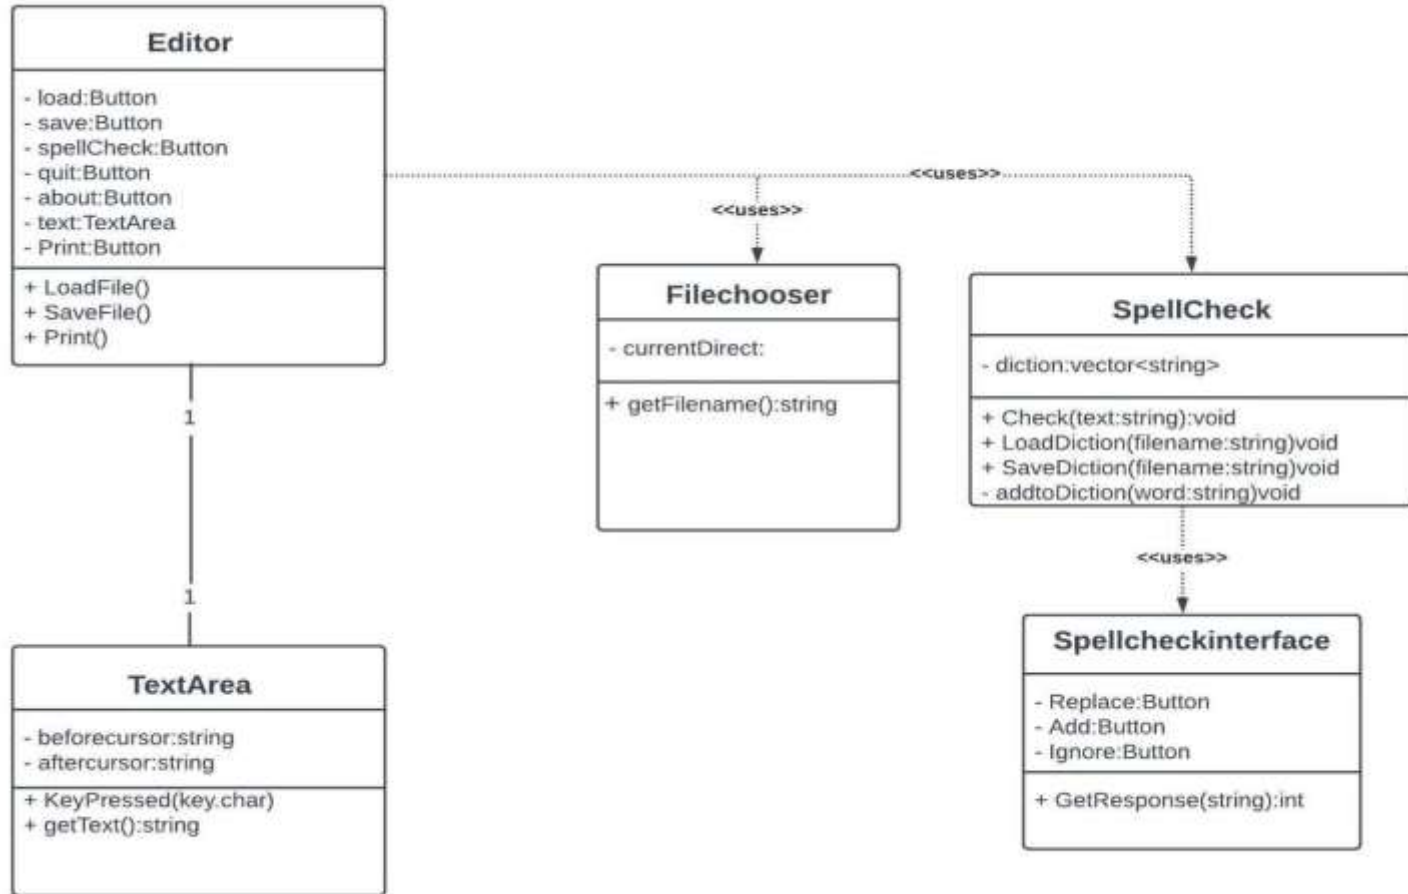 Editor
- load:Button
- save:Button
- spellCheck:Button
- quit:Button
- about:Button
- text:TextArea
- Print:Button
+ LoadFile()
+ SaveFile()
+ Print()
1
1
TextArea
- beforecursor:string
- aftercursor:string
+ KeyPressed(key.char)
+ getText():string
<<uses>>
<<uses>>
Filechooser
- currentDirect:
+ getFilename():string
SpellCheck
- diction:vector<string>
+ Check(text:string):void
+ LoadDiction(filename:string)void
+ SaveDiction(filename:string)void
- addtoDiction(word:string)void
<<uses>>
Spellcheckinterface
- Replace:Button
- Add:Button
- Ignore:Button
+ GetResponse(string):int